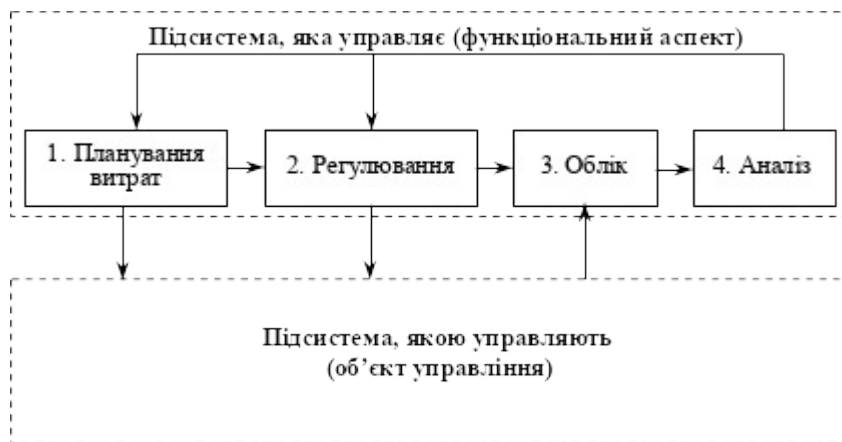 Підсистема, яка управляє (функціональний аспект)
1. Планування
витрат
2. Регулювання
3. Облік
4. Аналіз
Підсистема, якою управляють
(об’єкт управління)